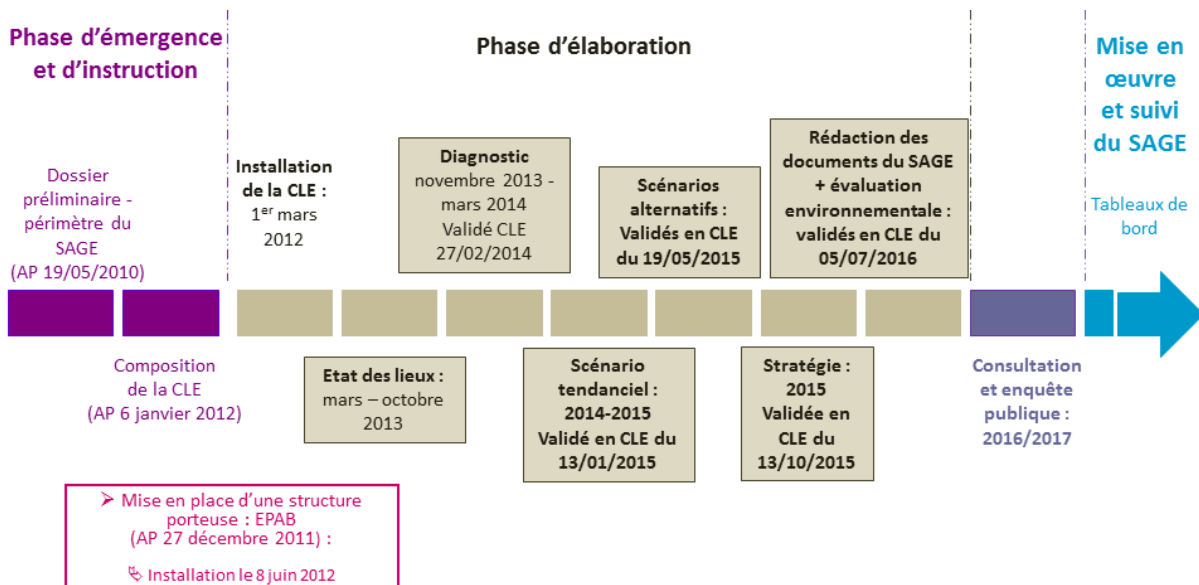 Phase d'émergence
et d'instruction
Phase d'élaboration
Mise en
œuvre
et suivi
du SAGE
Dossier
préliminaire -
périmètre du
SAGE
(AP 19/05/2010)
Installation
de la CLE :
1er mars
2012
Diagnostic
novembre 2013 -
mars 2014
Validé CLE
27/02/2014
Scénarios
alternatifs :
Validés en CLE
du 19/05/2015
Rédaction des
documents du SAGE
+ évaluation
environnementale :
validés en CLE du
05/07/2016
Tableaux de
bord
Composition
de la CLE
(AP 6 janvier 2012)
Etat des lieux :
mars – octobre
2013
Scénario
tendanciel :
2014-2015
Validé en CLE du
13/01/2015
Stratégie :
2015
Validée en
CLE du
13/10/2015
Consultation
et enquête
publique :
2016/2017
➢ Mise en place d'une structure
porteuse : EPAB
(AP 27 décembre 2011) :
Installation le 8 juin 2012